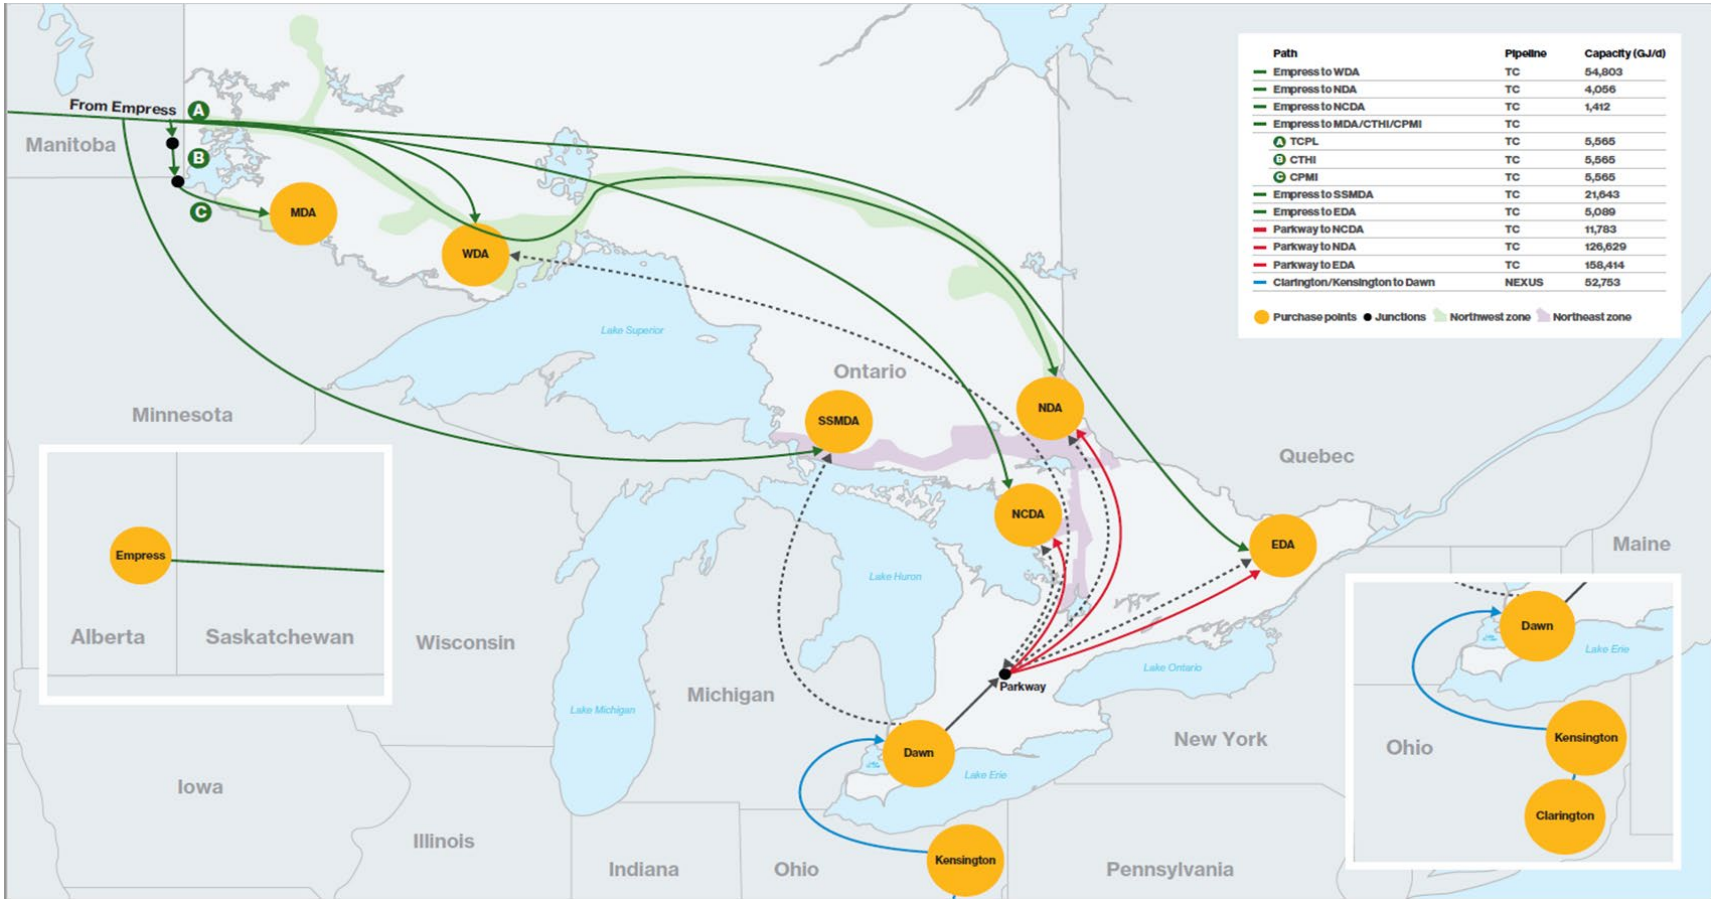 Path Pipeline Capacity (GJ/d)
Empress to WDA TC 54,803
Empress to NDA TC 4,056
Empress to NCDA TC 1,412
Empress to MDA/CTHI/CPMI TC
A TCPL TC 5,565
B CTHI TC 5,565
C CPMI TC 5,565
Empress to SSMDA TC 21,643
Empress to EDA TC 5,089
Parkway to NCDA TC 11,783
Parkway to NDA TC 126,629
Parkway to EDA TC 158,414
Clarington/Kensington to Dawn NEXUS 52,753
Purchase points Junctions Northwest zone Northeast zone
From Empress
A
Manitoba
B
C
MDA
WDA
Lake Superior
Ontario
Minnesota
SSMDA
NDA
Quebec
NCDA
EDA
Maine
Empress
Alberta
Saskatchewan
Wisconsin
Lake Huron
Michigan
Lake Michigan
Parkway
Lake Ontario
New York
Dawn
Lake Erie
Iowa
Illinois
Indiana
Ohio
Kensington
Pennsylvania
Dawn
Lake Erie
Ohio
Kensington
Clarington